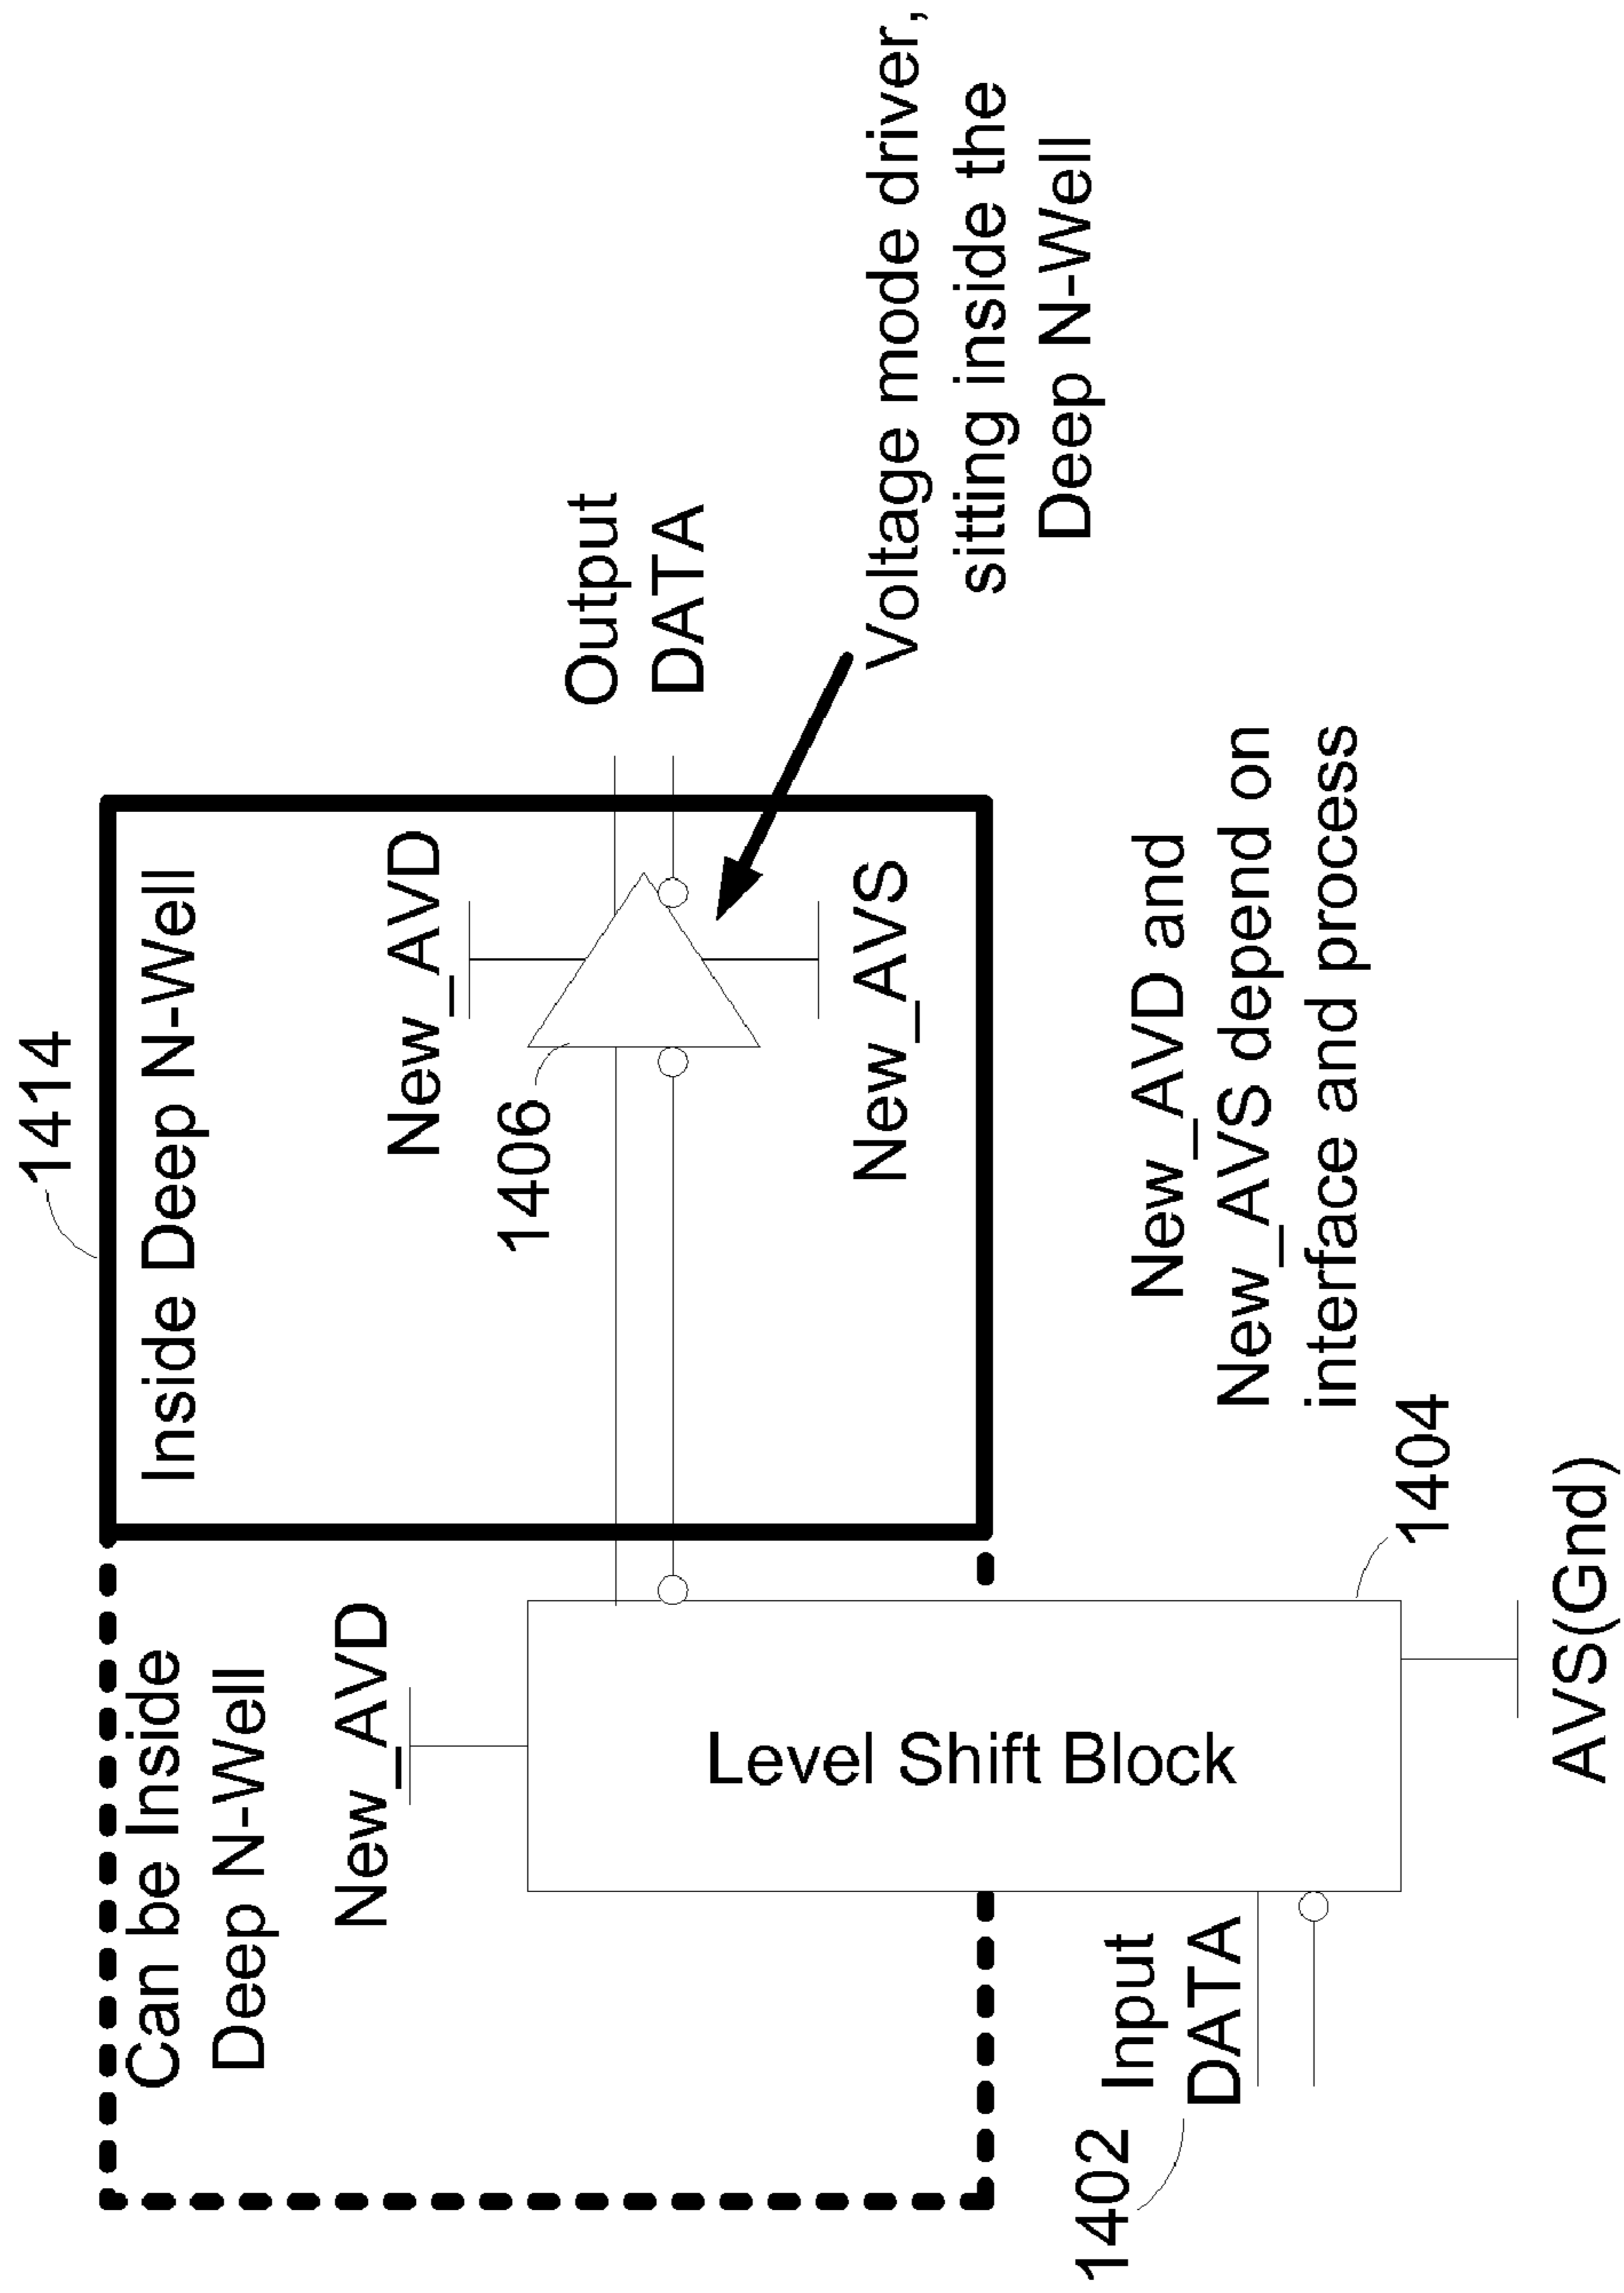 1414
Can be Inside
Deep N-Well
Inside Deep N-Well
New_AVD
New_AVD
1406
Output
DATA
Level Shift Block
New_AVS
Voltage mode driver,
sitting inside the
Deep N-Well
1402
Input
DATA
New_AVD and
New_AVS depend on
interface and process
1404
AVS(Gnd)